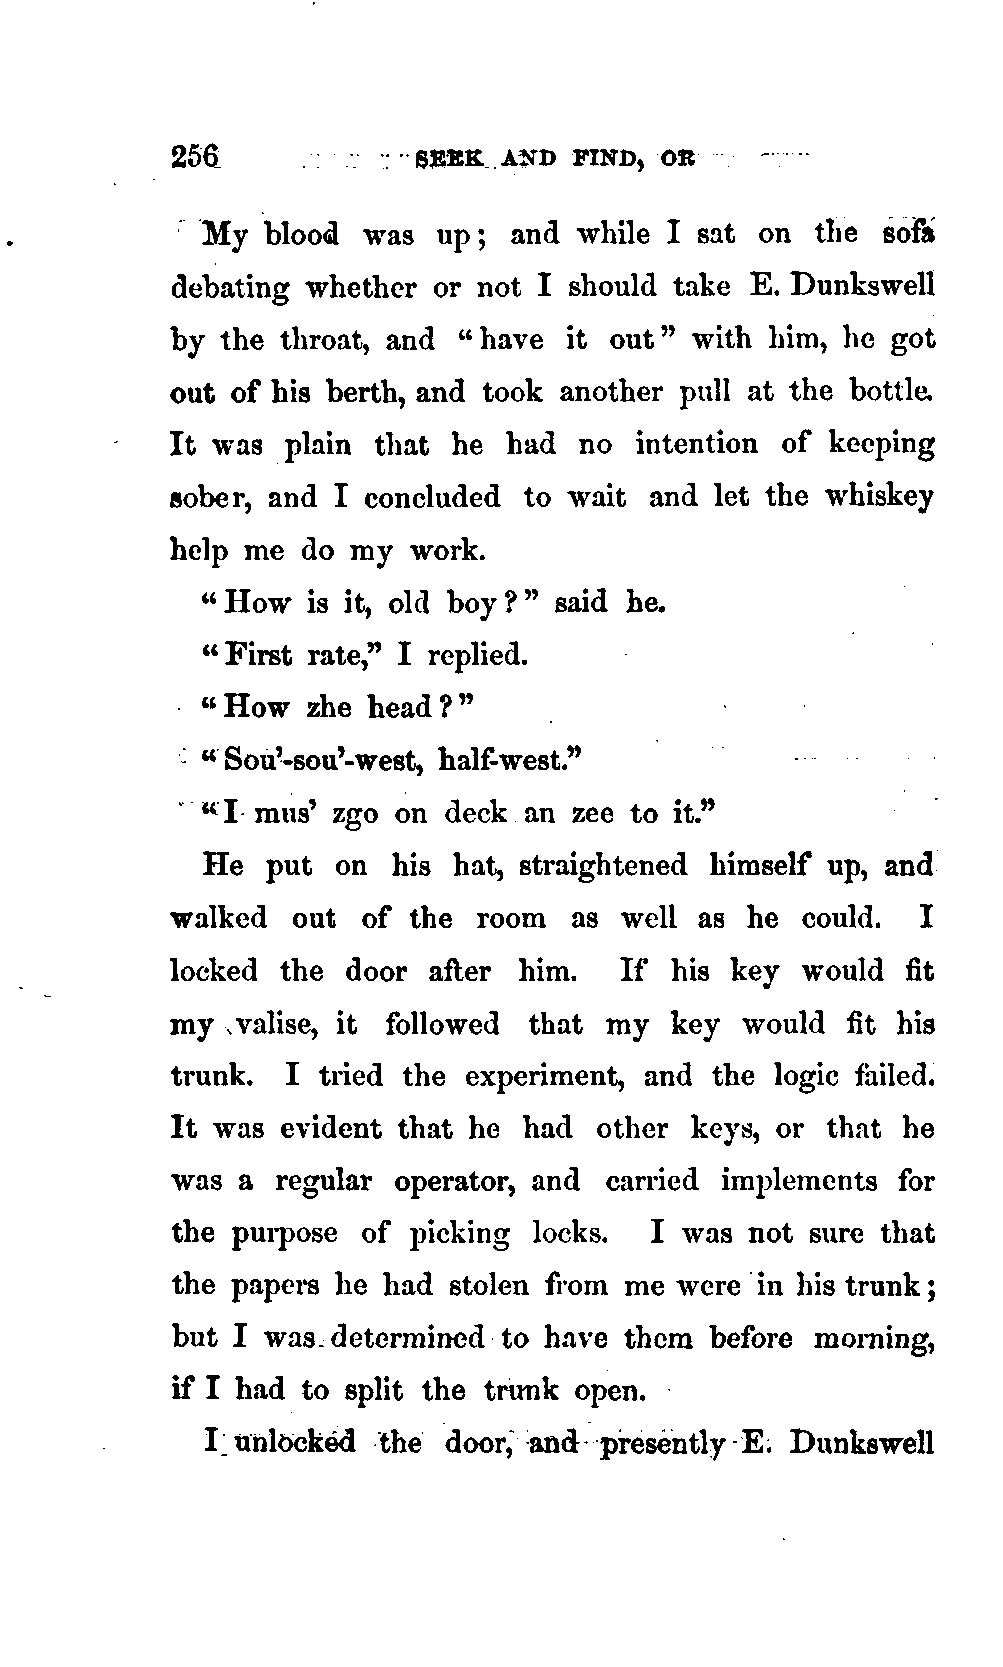 256 SEEK AND FIND, OR
My blood was up; and while I sat on the sofa
debating whether or not I should take E. Dunkswell
by the throat, and "have it out" with him, he got
out of his berth, and took another pull at the bottle.
It was plain that he had no intention of keeping
sober, and I concluded to wait and let the whiskey
help me do my work.
"How is it, old boy?" said he.
"First rate," I replied.
"How zhe head?"
"Sou'-sou'-west, half-west."
"I mus' zgo on deck an zee to it."
He put on his hat, straightened himself up, and
walked out of the room as well as he could. I
locked the door after him. If his key would fit
my valise, it followed that my key would fit his
trunk. I tried the experiment, and the logic failed.
It was evident that he had other keys, or that he
was a regular operator, and carried implements for
the purpose of picking locks. I was not sure that
the papers he had stolen from me were in his trunk;
but I was determined to have them before morning,
if I had to split the trunk open.
I unlocked the door, and presently E. Dunkswell